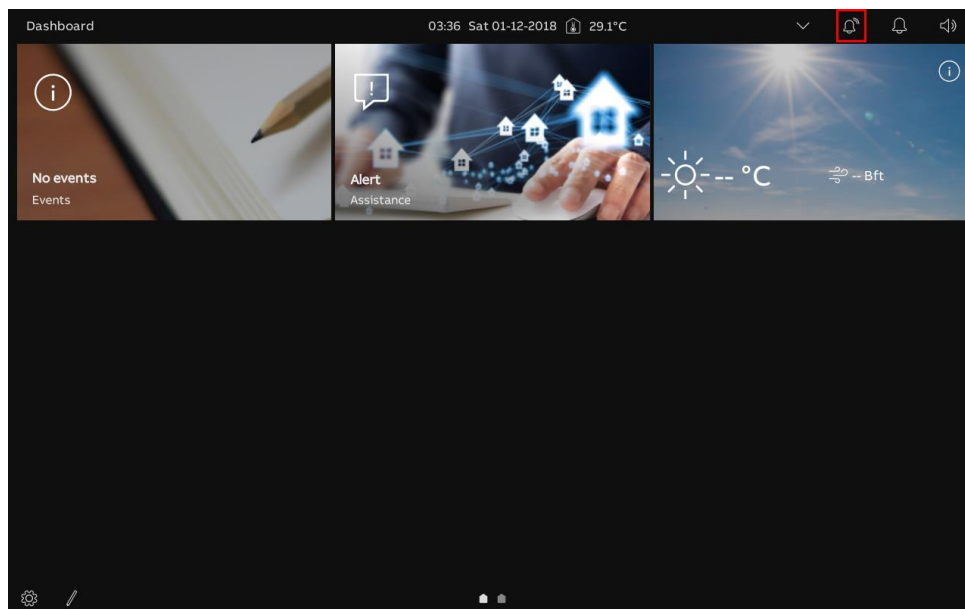 Dashboard
03:36 Sat 01-12-2018 29.1°C
No events
Events
Alert
Assistance
-- °C
-- Bft